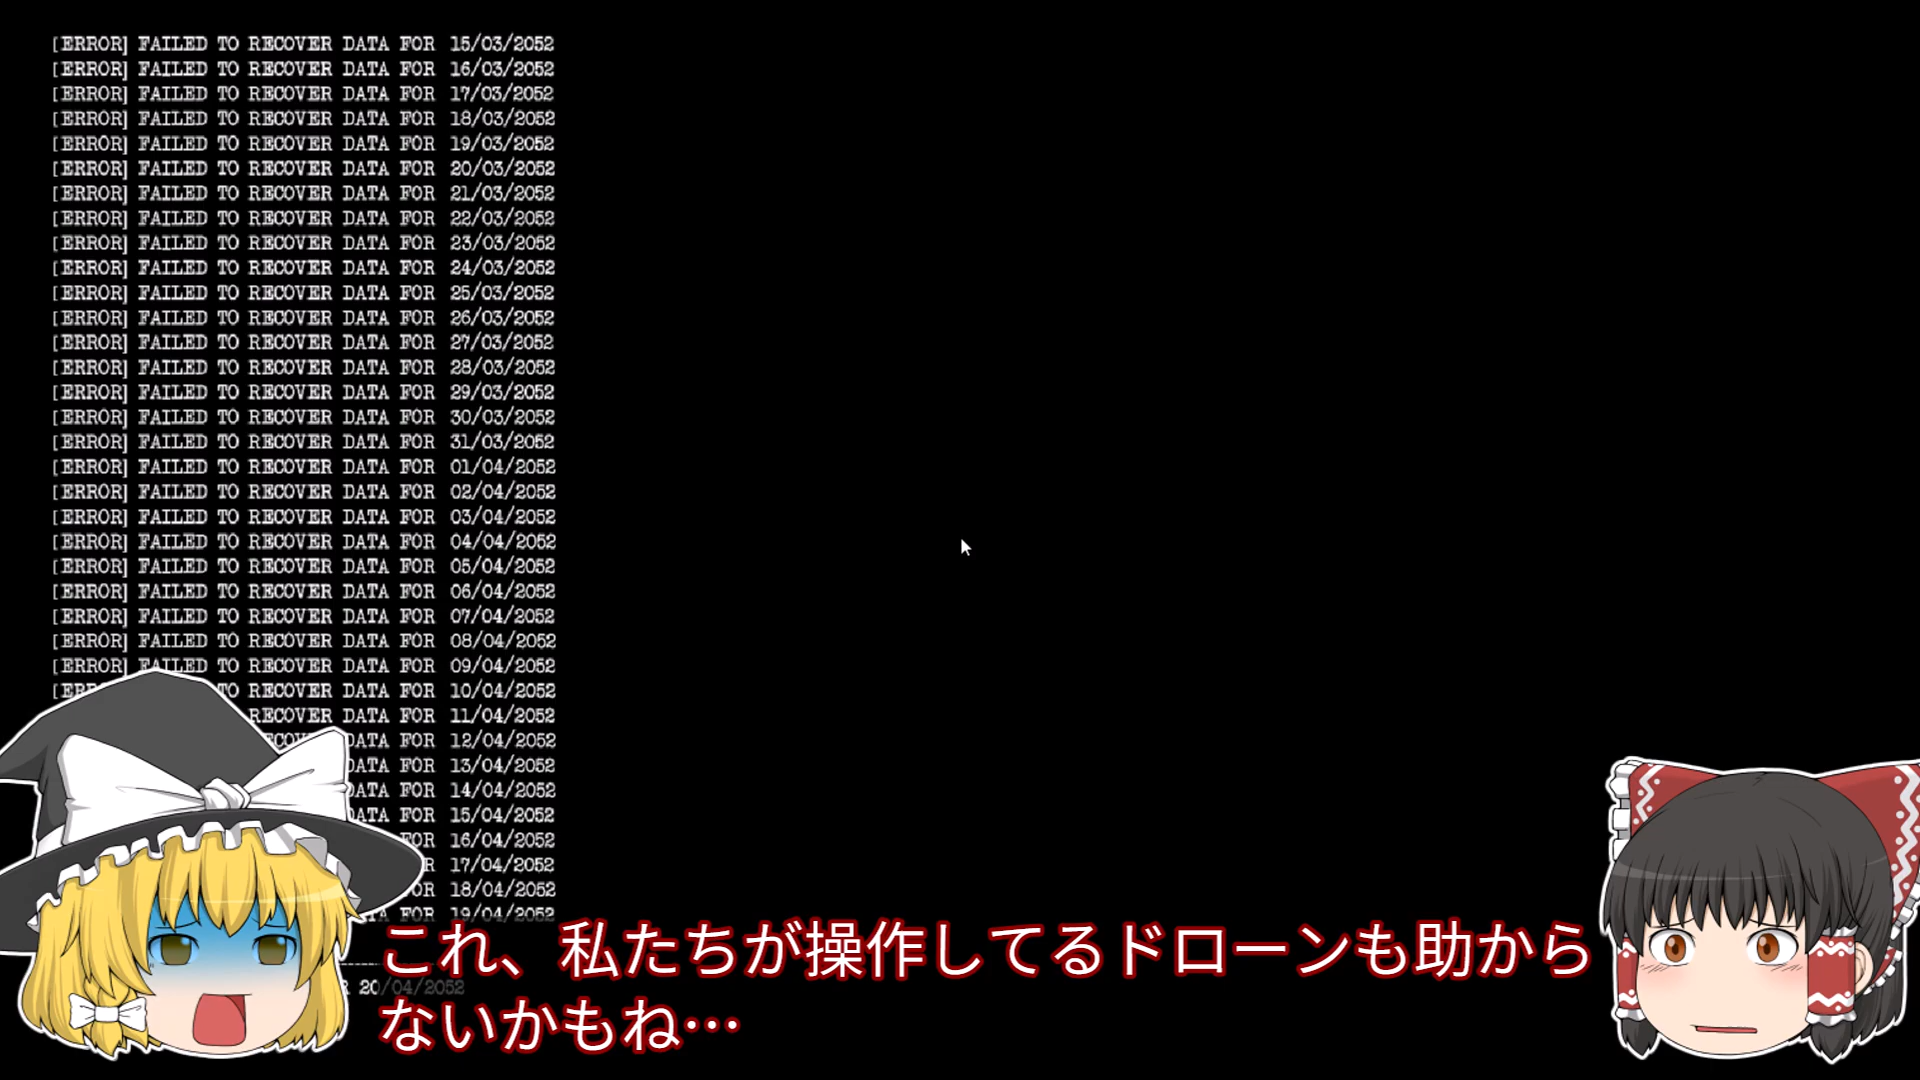 [ERROR] FAILED TO RECOVER DATA FOR 15/03/2052
[ERROR] FAILED TO RECOVER DATA FOR 16/03/2052
[ERROR] FAILED TO RECOVER DATA FOR 17/03/2052
[ERROR] FAILED TO RECOVER DATA FOR 18/03/2052
[ERROR] FAILED TO RECOVER DATA FOR 19/03/2052
[ERROR] FAILED TO RECOVER DATA FOR 20/03/2052
[ERROR] FAILED TO RECOVER DATA FOR 21/03/2052
[ERROR] FAILED TO RECOVER DATA FOR 22/03/2052
[ERROR] FAILED TO RECOVER DATA FOR 23/03/2052
[ERROR] FAILED TO RECOVER DATA FOR 24/03/2052
[ERROR] FAILED TO RECOVER DATA FOR 25/03/2052
[ERROR] FAILED TO RECOVER DATA FOR 26/03/2052
[ERROR] FAILED TO RECOVER DATA FOR 27/03/2052
[ERROR] FAILED TO RECOVER DATA FOR 28/03/2052
[ERROR] FAILED TO RECOVER DATA FOR 29/03/2052
[ERROR] FAILED TO RECOVER DATA FOR 30/03/2052
[ERROR] FAILED TO RECOVER DATA FOR 31/03/2052
[ERROR] FAILED TO RECOVER DATA FOR 01/04/2052
[ERROR] FAILED TO RECOVER DATA FOR 02/04/2052
[ERROR] FAILED TO RECOVER DATA FOR 03/04/2052
[ERROR] FAILED TO RECOVER DATA FOR 04/04/2052
[ERROR] FAILED TO RECOVER DATA FOR 05/04/2052
[ERROR] FAILED TO RECOVER DATA FOR 06/04/2052
[ERROR] FAILED TO RECOVER DATA FOR 07/04/2052
[ERROR] FAILED TO RECOVER DATA FOR 08/04/2052
[ERROR] FAILED TO RECOVER DATA FOR 09/04/2052
TO RECOVER DATA FOR 10/04/2052
RECOVER DATA FOR 11/04/2052
DATA FOR 12/04/2052
DATA FOR 13/04/2052
DATA FOR 14/04/2052
DATA FOR 15/04/2052
FOR 16/04/2052
17/04/2052
18/04/2052
FOR 19/04/2052
20/04/2052
これ、私たちが操作してるドローンも助から
ないかもね…